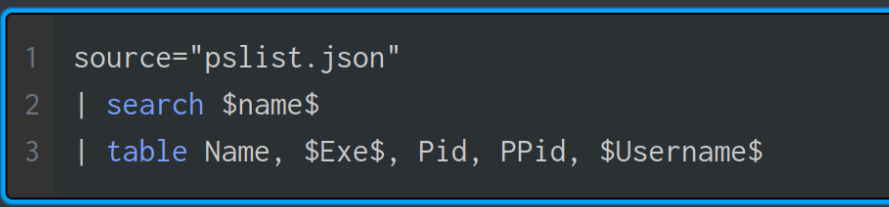 1 source="pslist.json"
2 | search $name$
3 | table Name, $Exe$, Pid, PPid, $Username$